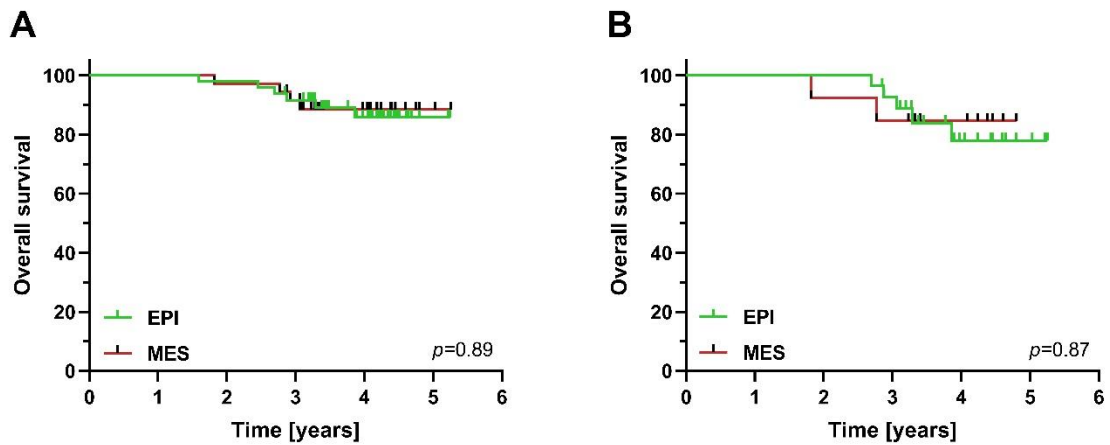 A
Overall survival
100
80
60
40
20
0
EPI
MES
p=0.89
0 1 2 3 4 5 6
Time [years]
B
Overall survival
100
80
60
40
20
0
EPI
MES
p=0.87
0 1 2 3 4 5 6
Time [years]